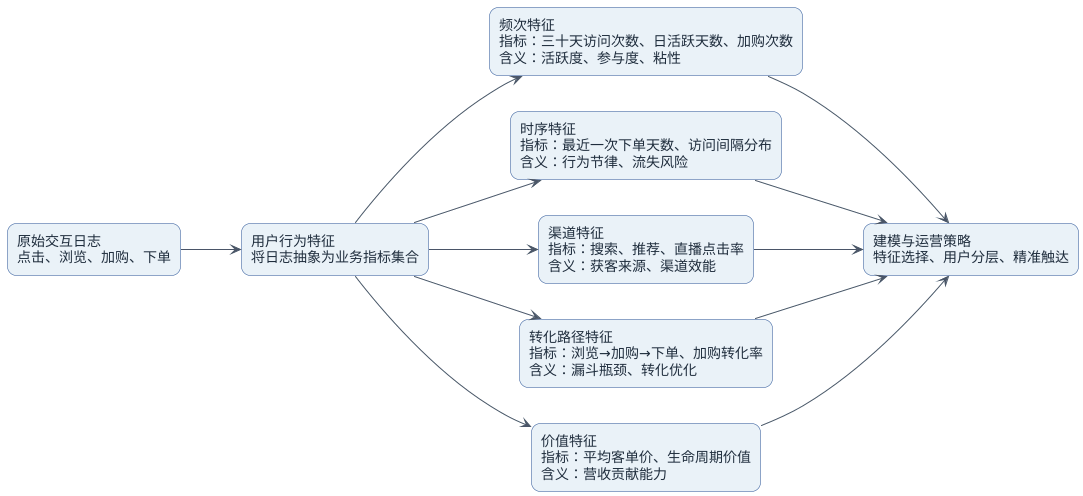 频次特征
指标：三十天访问次数、日活跃天数、加购次数
含义：活跃度、参与度、粘性
时序特征
指标：最近一次下单天数、访问间隔分布
含义：行为节律、流失风险
原始交互日志
点击、浏览、加购、下单
用户行为特征
将日志抽象为业务指标集合
渠道特征
指标：搜索、推荐、直播点击率
含义：获客来源、渠道效能
建模与运营策略
特征选择、用户分层、精准触达
转化路径特征
指标：浏览→加购→下单、加购转化率
含义：漏斗瓶颈、转化优化
价值特征
指标：平均客单价、生命周期价值
含义：营收贡献能力